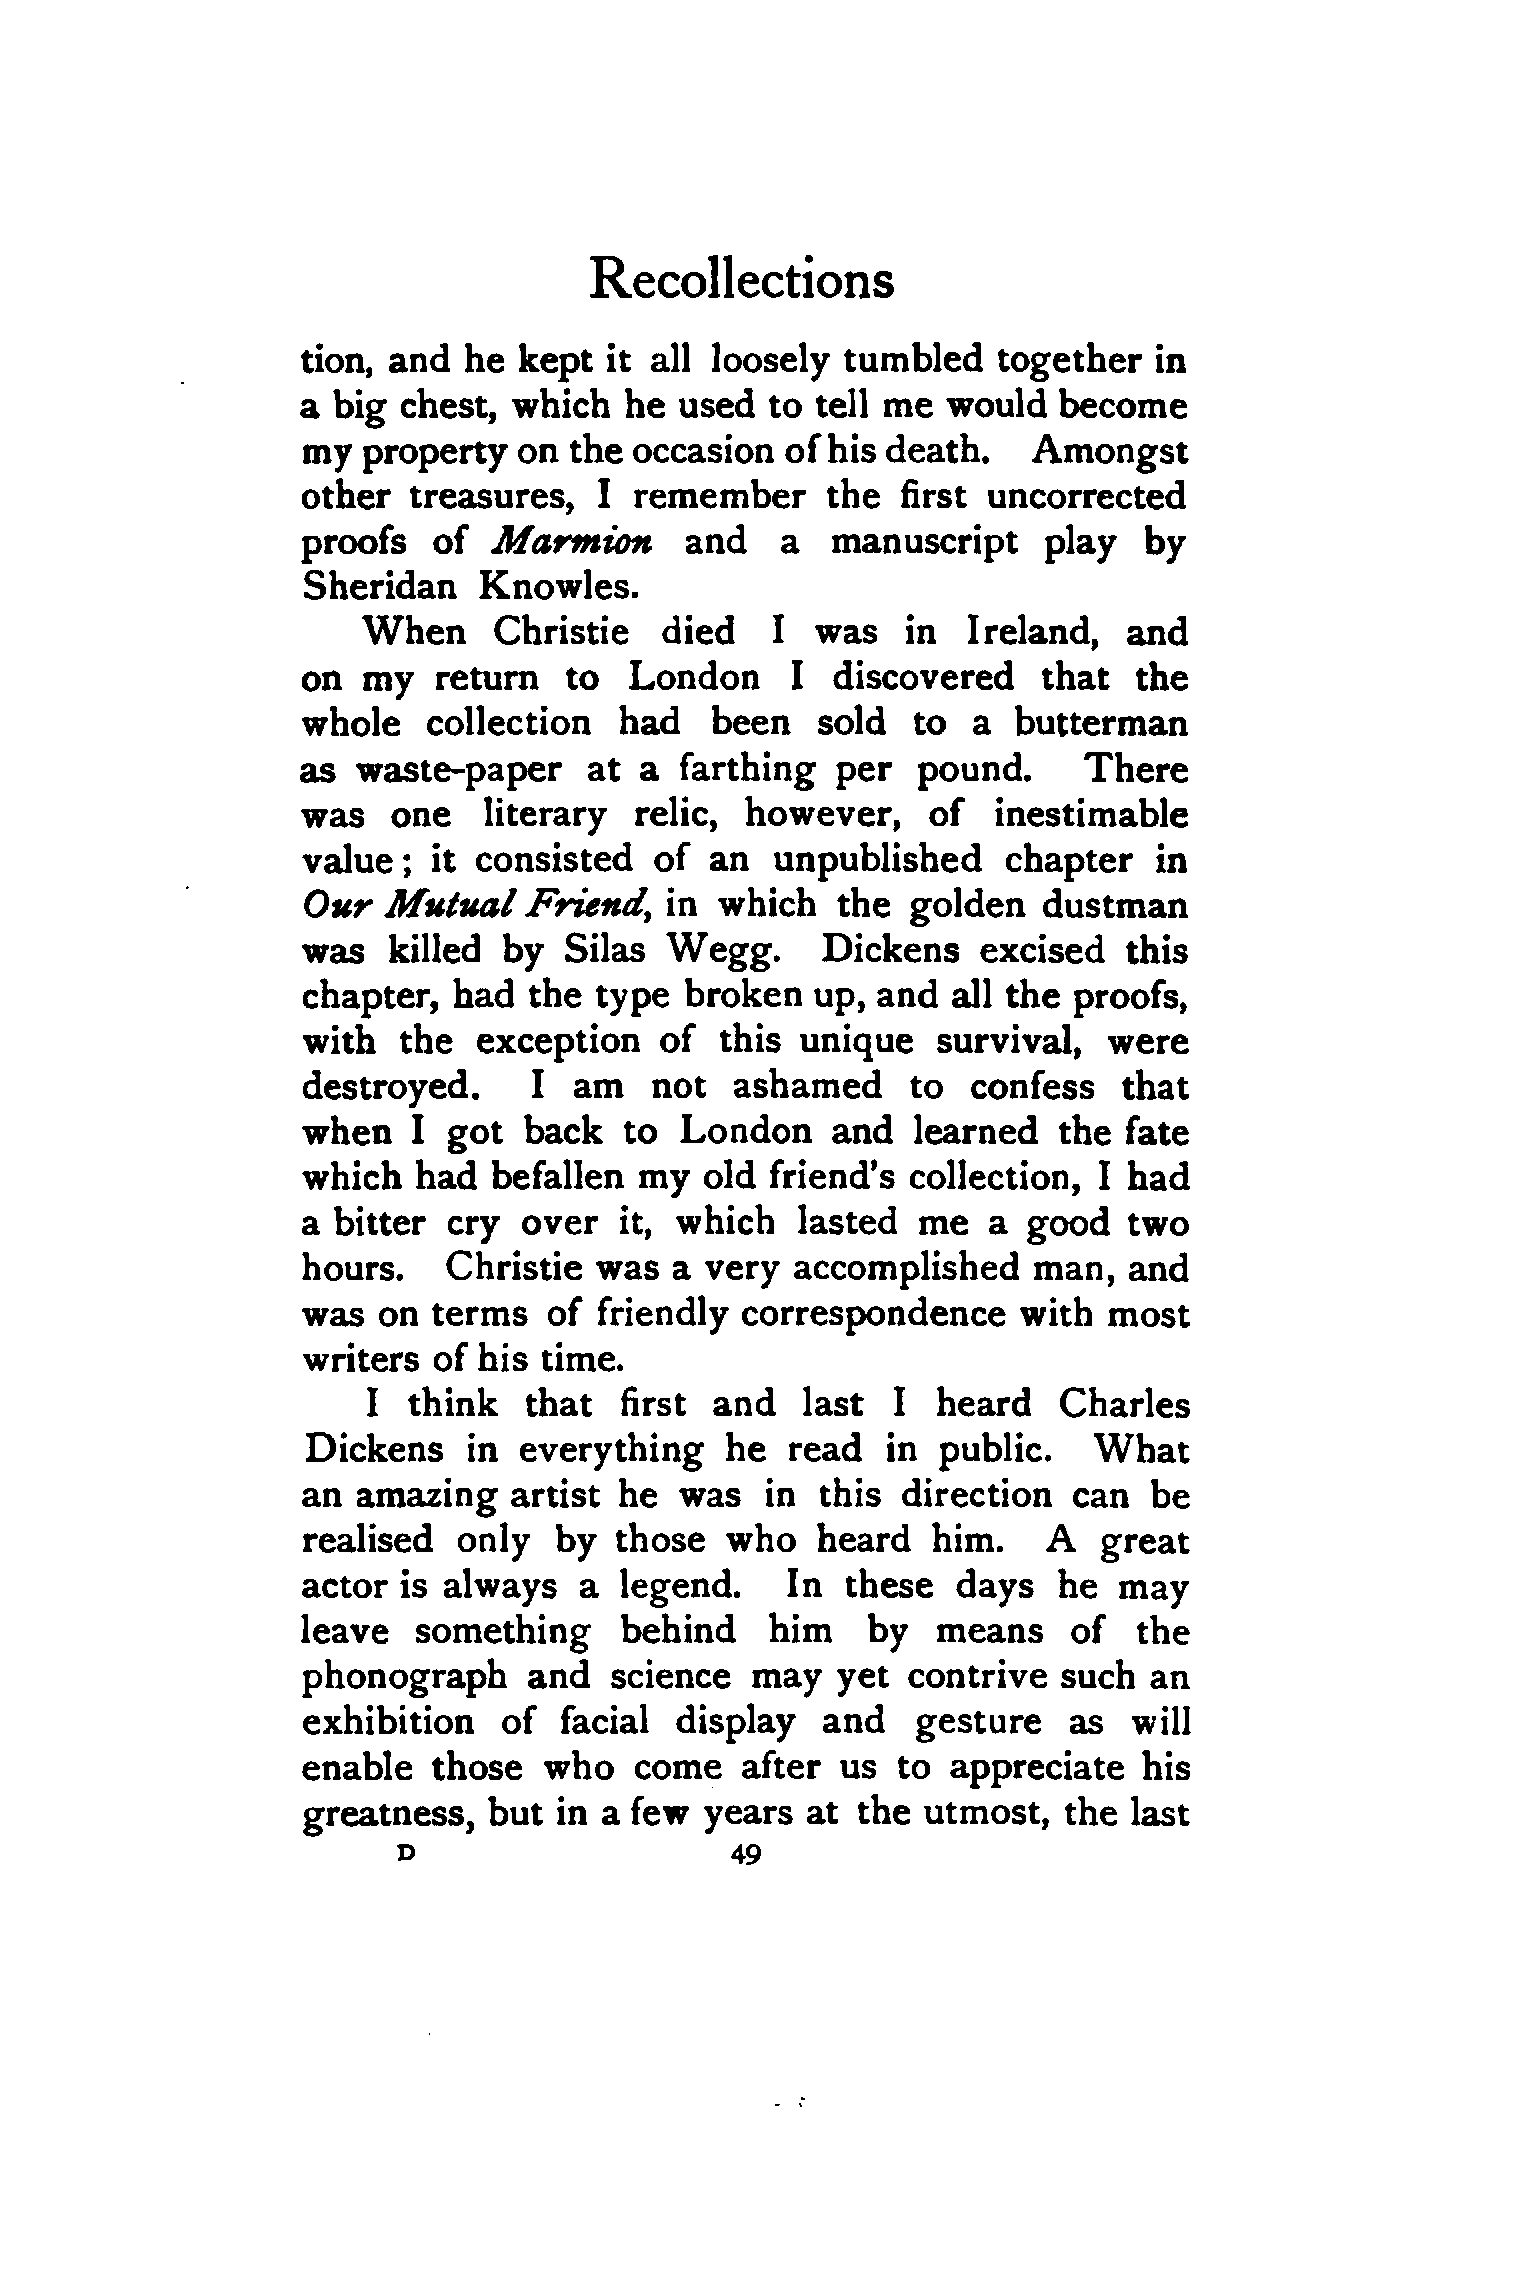 Recollections
tion, and he kept it all loosely tumbled together in
a big chest, which he used to tell me would become
my property on the occasion of his death. Amongst
other treasures, I remember the first uncorrected
proofs of Marmion and a manuscript play by
Sheridan Knowles.
When Christie died I was in Ireland, and
on my return to London I discovered that the
whole collection had been sold to a butterman
as waste-paper at a farthing per pound. There
was one literary relic, however, of inestimable
value; it consisted of an unpublished chapter in
Our Mutual Friend, in which the golden dustman
was killed by Silas Wegg. Dickens excised this
chapter, had the type broken up, and all the proofs,
with the exception of this unique survival, were
destroyed. I am not ashamed to confess that
when I got back to London and learned the fate
which had befallen my old friend's collection, I had
a bitter cry over it, which lasted me a good two
hours. Christie was a very accomplished man, and
was on terms of friendly correspondence with most
writers of his time.
I think that first and last I heard Charles
Dickens in everything he read in public. What
an amazing artist he was in this direction can be
realised only by those who heard him. A great
actor is always a legend. In these days he may
leave something behind him by means of the
phonograph and science may yet contrive such an
exhibition of facial display and gesture as will
enable those who come after us to appreciate his
greatness, but in a few years at the utmost, the last
D 49